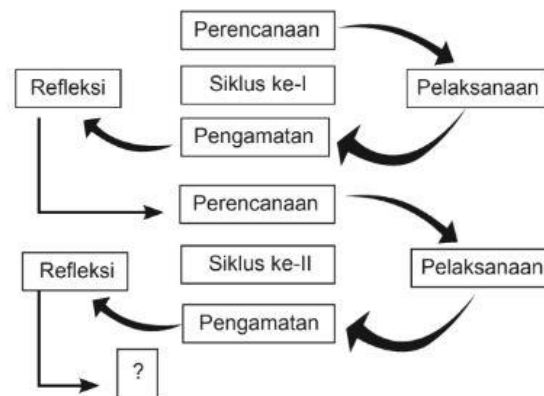 Perencanaan
Refleksi
Siklus ke-I
Pelaksanaan
Pengamatan
Perencanaan
Refleksi
Siklus ke-II
Pelaksanaan
Pengamatan
?